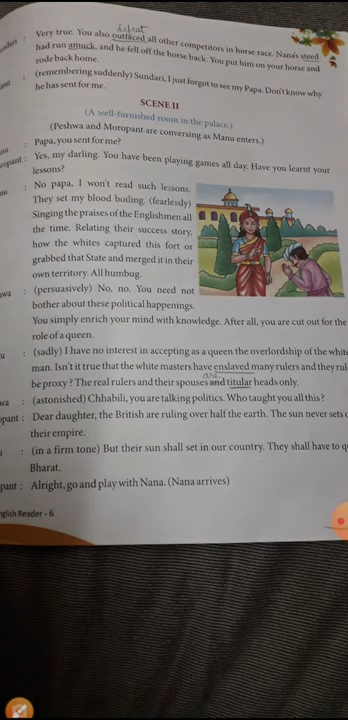 defeat
Very true. You also outfaced all other competitors in horse race. Nana's steed
had run amuck, and he fell off the horse back. You put him on your horse and
rode back home.
(remembering suddenly) Sundari, I just forgot to see my Papa. Don't know why
he has sent for me.
SCENE II
(A well-furnished room in the palace.)
(Peshwa and Moropant are conversing as Manu enters.)
: Papa, you sent for me?
opant : Yes, my darling. You have been playing games all day. Have you learnt your
lessons?
: No papa, I won't read such lessons.
They set my blood boiling. (fearlessly)
Singing the praises of the Englishmen all
the time. Relating their success story,
how the whites captured this fort or
grabbed that State and merged it in their
own territory. All humbug.
wa : (persuasively) No, no. You need not
bother about these political happenings.
You simply enrich your mind with knowledge. After all, you are cut out for the
role of a queen.
u : (sadly) I have no interest in accepting as a queen the overlordship of the white
man. Isn't it true that the white masters have enslaved many rulers and they rul
are
be proxy? The real rulers and their spouses and titular heads only.
wa : (astonished) Chhabili, you are talking politics. Who taught you all this?
pant : Dear daughter, the British are ruling over half the earth. The sun never sets o
their empire.
: (in a firm tone) But their sun shall set in our country. They shall have to qu
Bharat.
pant : Alright, go and play with Nana. (Nana arrives)
nglish Reader - 6